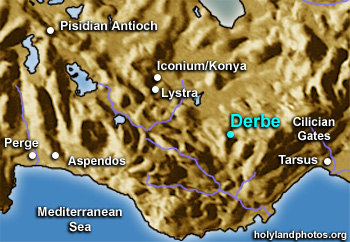 Pisidian Antioch
Iconium/Konya
Lystra
Derbe
Cilician
Gates
Perge
Aspendos
Tarsus
Mediterranean
Sea
holylandphotos.org